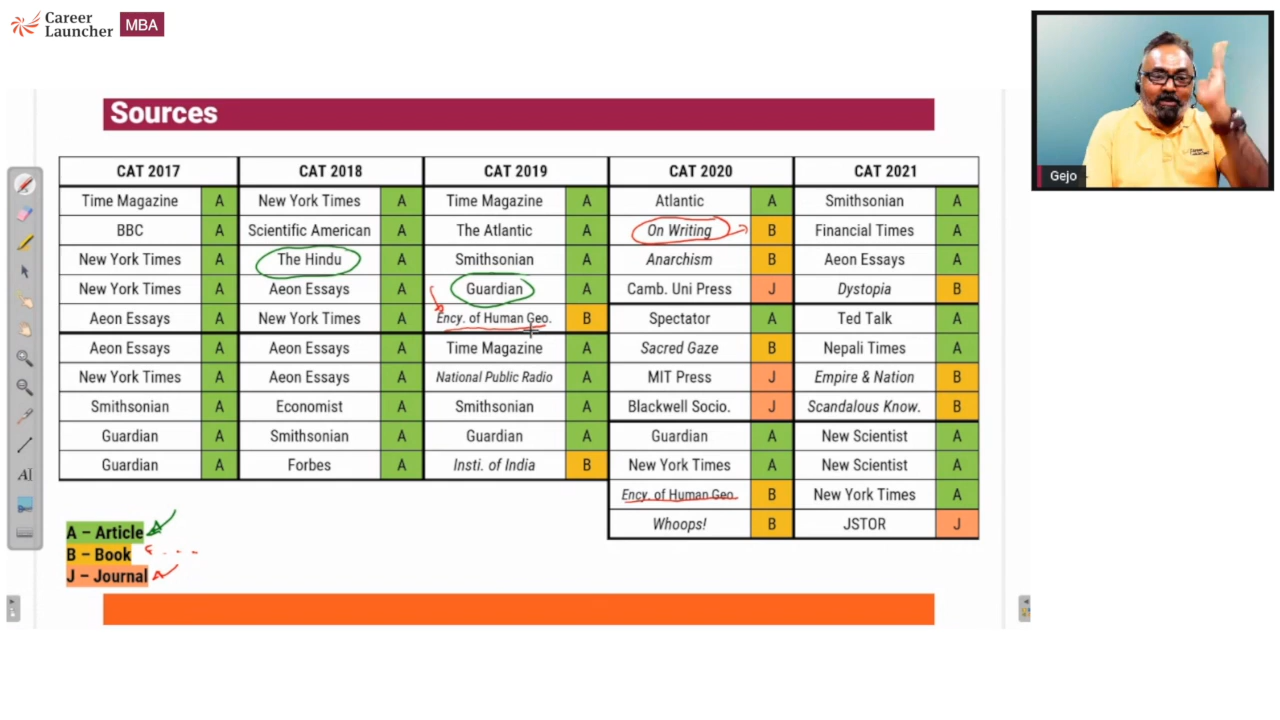 Career
Launcher MBA
Sources
CAT 2017 CAT 2018 CAT 2019 CAT 2020 CAT 2021
Time Magazine A New York Times A Time Magazine A Atlantic A Smithsonian A
BBC A Scientific American A The Atlantic A On Writing B Financial Times A
New York Times A The Hindu A Smithsonian A Anarchism B Aeon Essays A
New York Times A Aeon Essays A Guardian A Camb. Uni Press J Dystopia B
Aeon Essays A New York Times A Ency. of Human Geo. B Spectator A Ted Talk A
Aeon Essays A Aeon Essays A Time Magazine A Sacred Gaze B Nepali Times A
New York Times A Aeon Essays A National Public Radio A MIT Press J Empire & Nation B
Smithsonian A Economist A Smithsonian A Blackwell Socio. J Scandalous Know. B
Guardian A Smithsonian A Guardian A Guardian A New Scientist A
Guardian A Forbes A Insti. of India B New York Times A New Scientist A
Ency. of Human Geo. B New York Times A
Whoops! B JSTOR J
A – Article
B – Book
J – Journal
Gejo